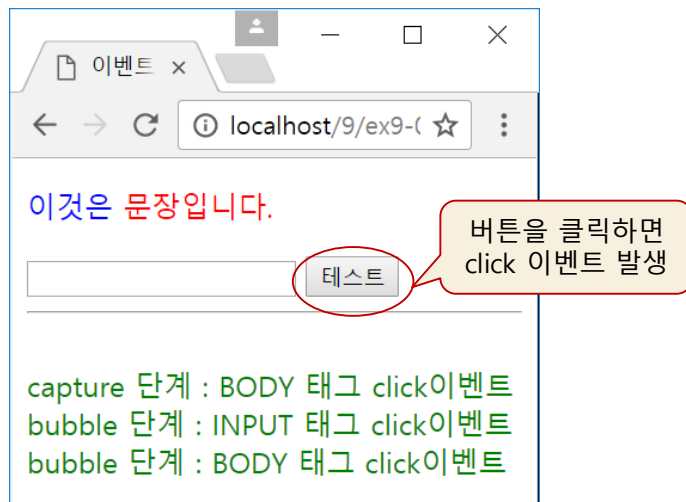 이벤트
localhost/9/ex9-0
이것은 문장입니다.
버튼을 클릭하면
click 이벤트 발생
테스트
capture 단계 : BODY 태그 click이벤트
bubble 단계 : INPUT 태그 click이벤트
bubble 단계 : BODY 태그 click이벤트